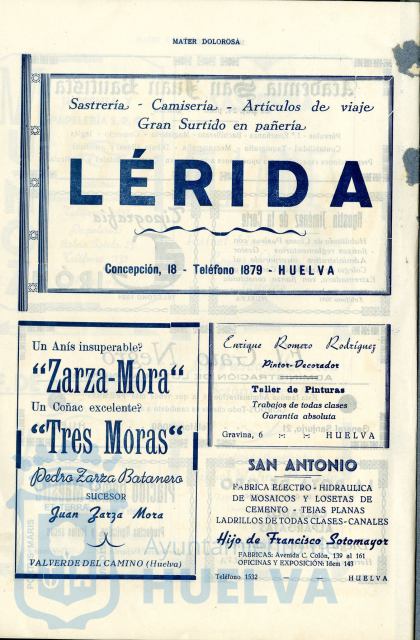 MATER DOLOROSA
Sastrería - Camisería - Artículos de viaje
Gran Surtido en pañería
LÉRIDA
Concepción, 18 - Teléfono 1879 - HUELVA
Un Anís insuperable?
“Zarza-Mora“
Un Coñac excelente?
“Tres Moras“
Pedro Zarza Batanero
SUCESOR
Juan Zarza Mora
VALVERDE DEL CAMINO (Huelva)
Enrique Romero Rodríguez
Pintor-Decorador
Taller de Pinturas
Trabajos de todas clases
Garantía absoluta
Gravina, 6 HUELVA
SAN ANTONIO
FABRICA ELECTRO - HIDRAULICA
DE MOSAICOS Y LOSETAS DE
CEMENTO - TEJAS PLANAS
LADRILLOS DE TODAS CLASES-CANALES
Hijo de Francisco Sotomayor
FABRICAS: Avenida C. Colón, 139 al 161
OFICINAS Y EXPOSICIÓN: Idem 143
Teléfono 1532 HUELVA
Ayuntamiento de
HUELVA